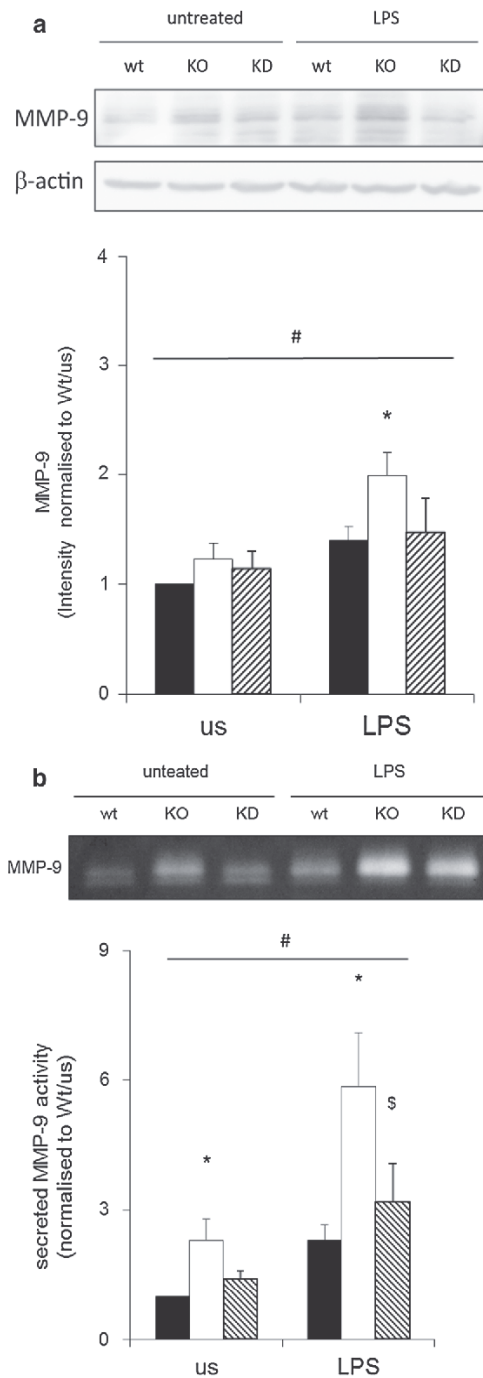 a
untreated LPS
wt KO KD wt KO KD
MMP-9
β-actin
4
3
2
1
0
MMP-9
(Intensity normalised to Wt/us)
#
*
us LPS
b
unteated LPS
wt KO KD wt KO KD
MMP-9
9
6
3
0
secreted MMP-9 activity
(normalised to Wt/us)
#
*
*
$
us LPS